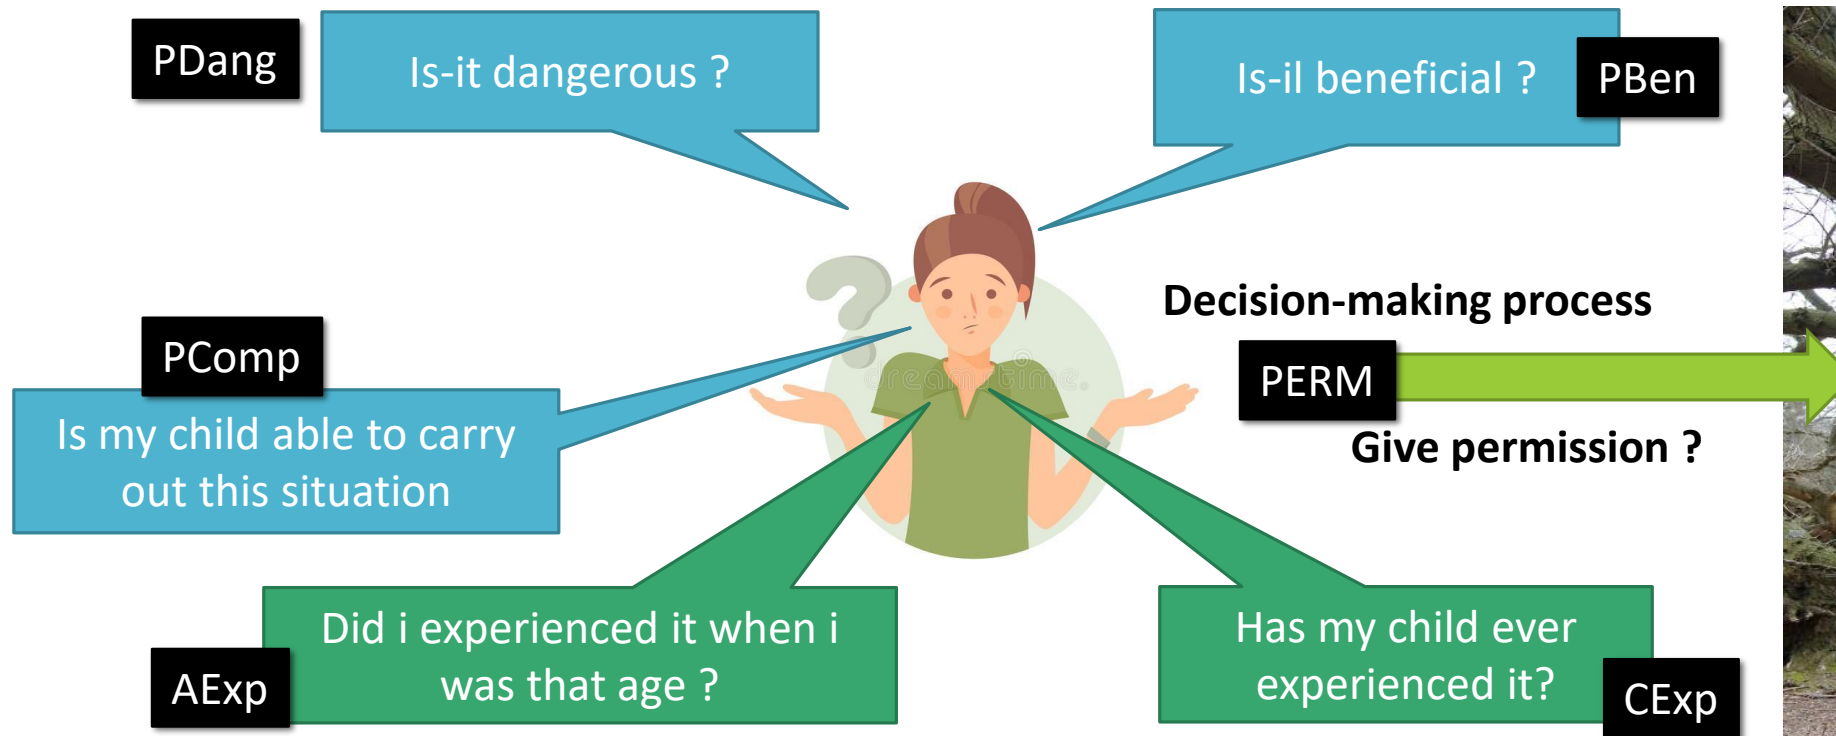 PDang
Is-it dangerous ?
Is-il beneficial ?
PBen
Decision-making process
PERM
Give permission ?
PComp
Is my child able to carry
out this situation
dreamstime.
Did i experienced it when i
was that age ?
AExp
Has my child ever
experienced it?
CExp